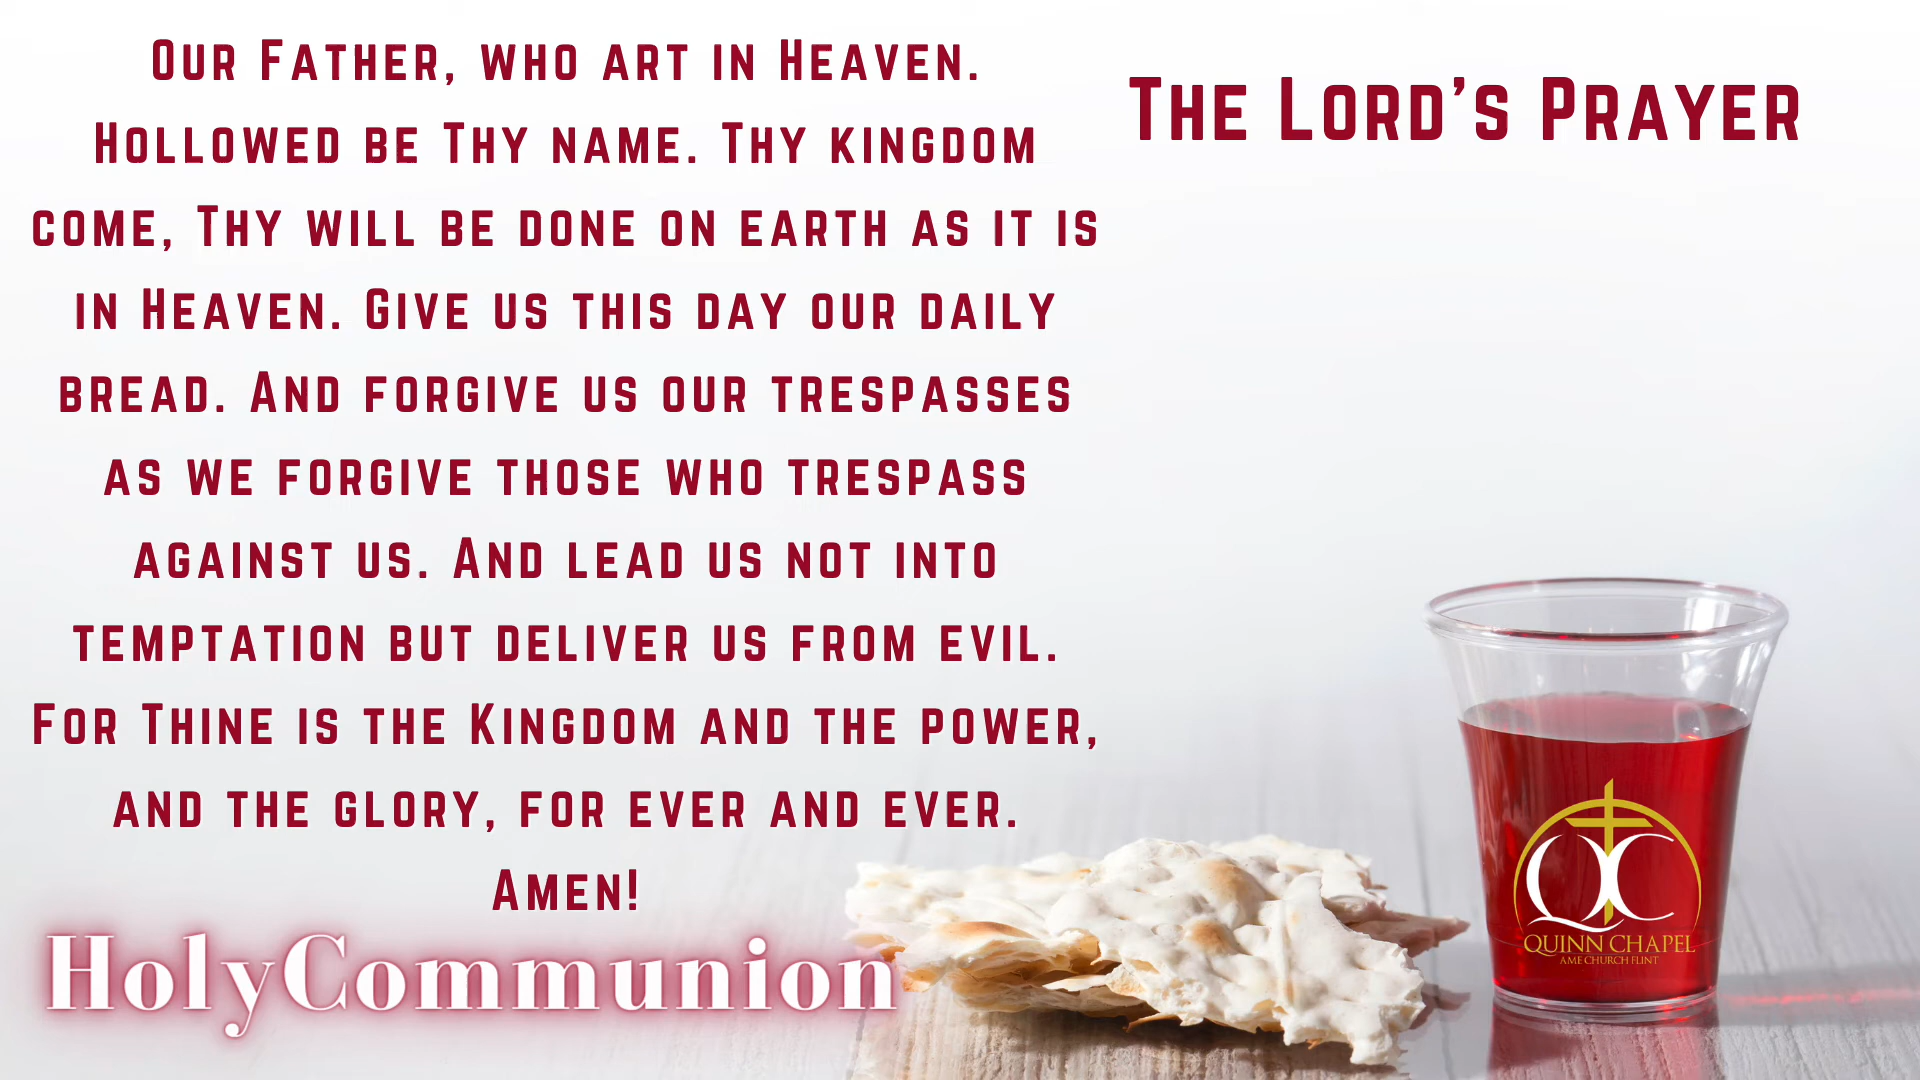 Our Father, who art in Heaven.
Hollowed be Thy name. Thy kingdom
come, Thy will be done on earth as it is
in Heaven. Give us this day our daily
bread. And forgive us our trespasses
as we forgive those who trespass
against us. And lead us not into
temptation but deliver us from evil.
For Thine is the Kingdom and the power,
and the glory, for ever and ever.
Amen!
The Lord's Prayer
HolyCommunion
QC
QUINN CHAPEL
AME CHURCH FLINT